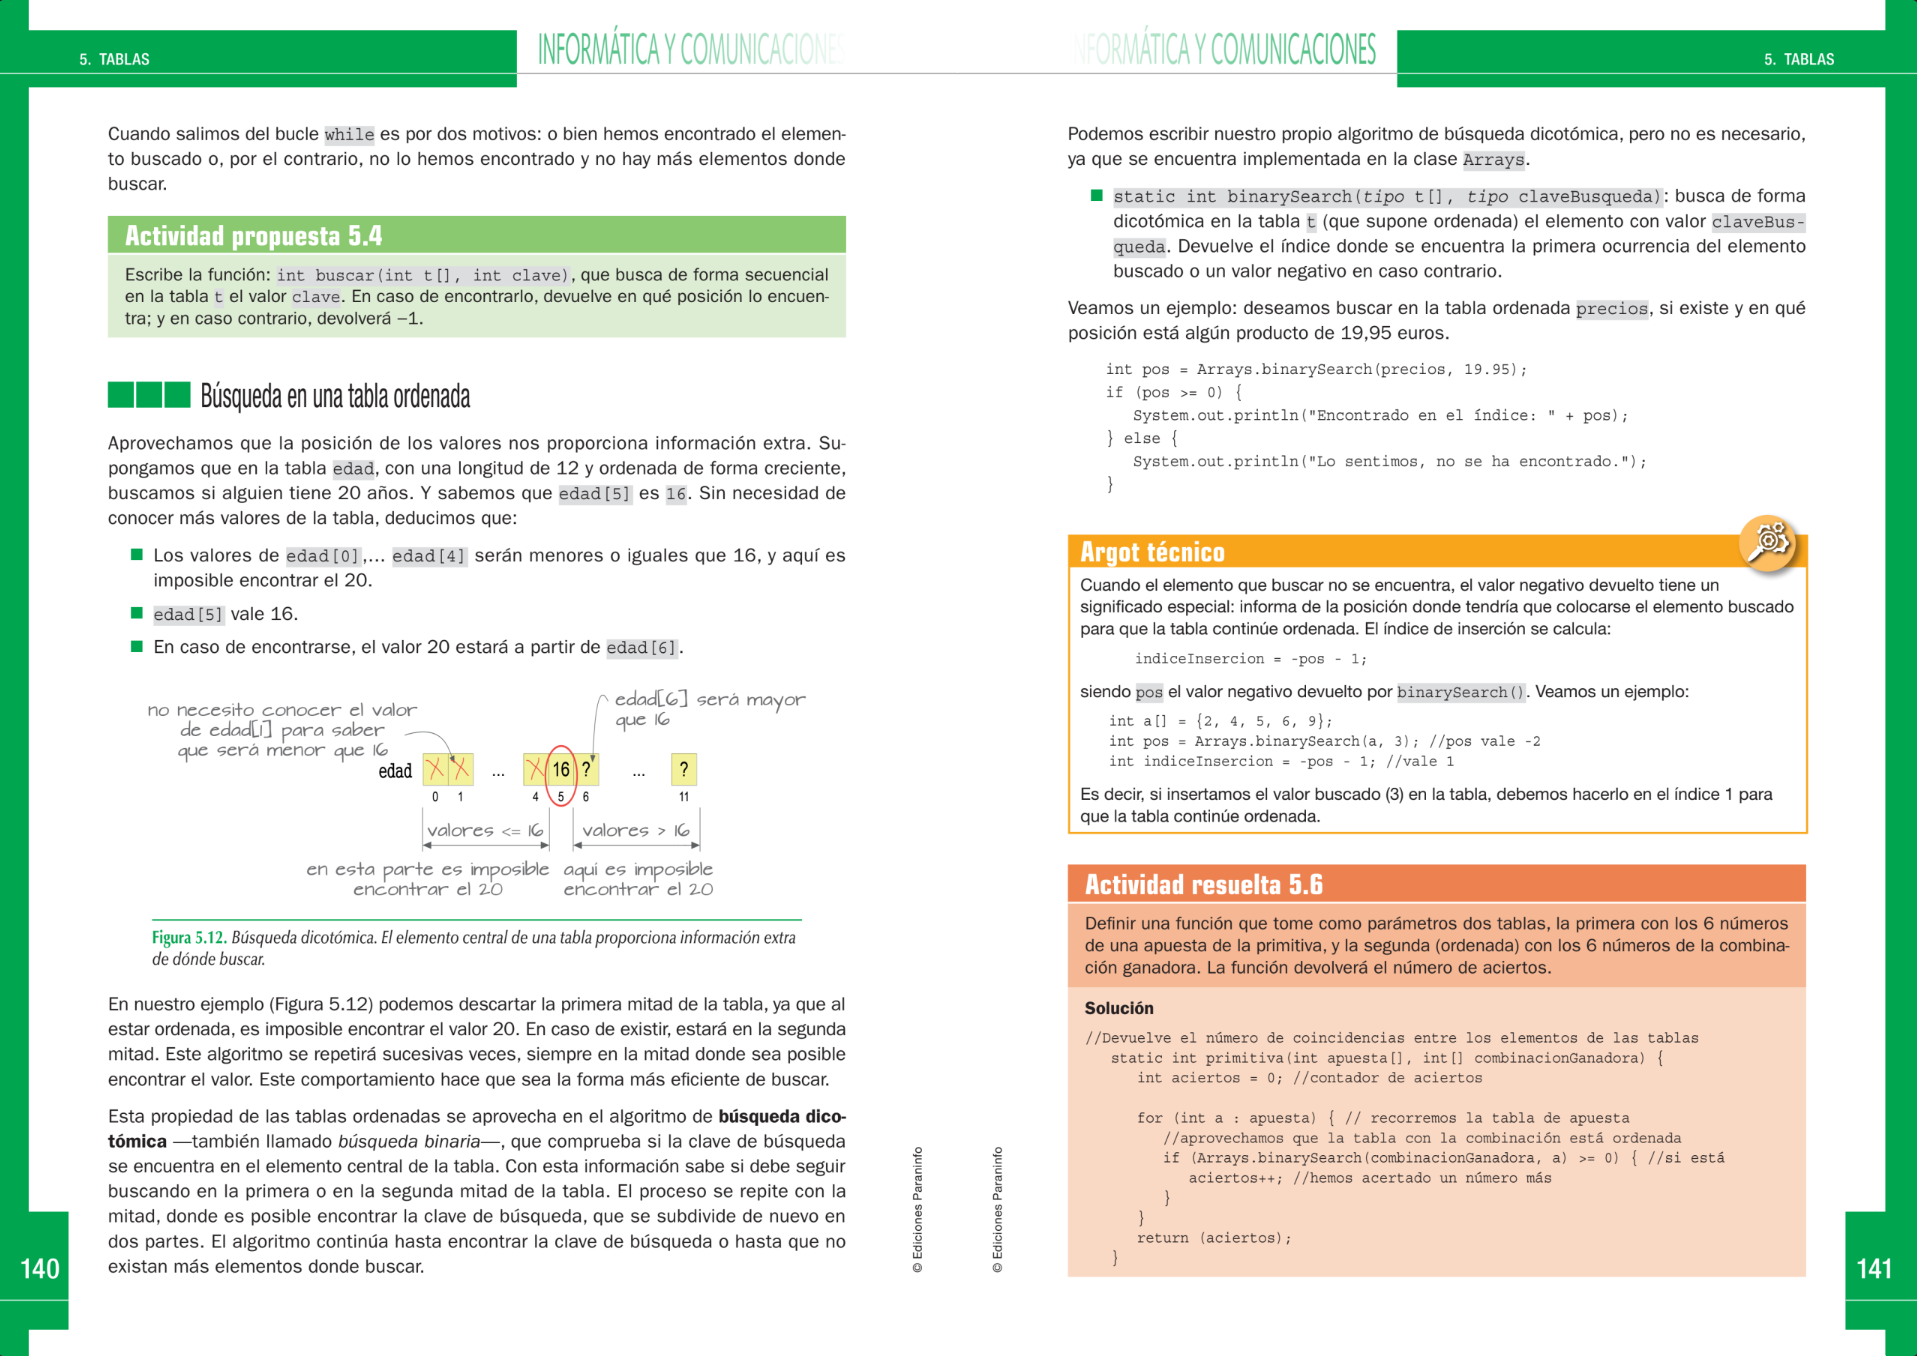 5. TABLAS
INFORMÁTICA Y COMUNICACIONES
Cuando salimos del bucle while es por dos motivos: o bien hemos encontrado el elemen-
to buscado o, por el contrario, no lo hemos encontrado y no hay más elementos donde
buscar.
Actividad propuesta 5.4
Escribe la función: int buscar(int t[], int clave), que busca de forma secuencial
en la tabla t el valor clave. En caso de encontrarlo, devuelve en qué posición lo encuen-
tra; y en caso contrario, devolverá –1.
Búsqueda en una tabla ordenada
Aprovechamos que la posición de los valores nos proporciona información extra. Su-
pongamos que en la tabla edad, con una longitud de 12 y ordenada de forma creciente,
buscamos si alguien tiene 20 años. Y sabemos que edad[5] es 16. Sin necesidad de
conocer más valores de la tabla, deducimos que:
Los valores de edad[0],... edad[4] serán menores o iguales que 16, y aquí es
imposible encontrar el 20.
edad[5] vale 16.
En caso de encontrarse, el valor 20 estará a partir de edad[6].
no necesito conocer el valor
de edad[1] para saber
que será menor que 16
edad[6] será mayor
que 16
edad X X ... X 16 ? ... ?
0 1 4 5 6 11
valores <= 16 valores > 16
en esta parte es imposible
encontrar el 20
aquí es imposible
encontrar el 20
Figura 5.12. Búsqueda dicotómica. El elemento central de una tabla proporciona información extra
de dónde buscar.
En nuestro ejemplo (Figura 5.12) podemos descartar la primera mitad de la tabla, ya que al
estar ordenada, es imposible encontrar el valor 20. En caso de existir, estará en la segunda
mitad. Este algoritmo se repetirá sucesivas veces, siempre en la mitad donde sea posible
encontrar el valor. Este comportamiento hace que sea la forma más eficiente de buscar.
Esta propiedad de las tablas ordenadas se aprovecha en el algoritmo de búsqueda dico-
tómica —también llamado búsqueda binaria—, que comprueba si la clave de búsqueda
se encuentra en el elemento central de la tabla. Con esta información sabe si debe seguir
buscando en la primera o en la segunda mitad de la tabla. El proceso se repite con la
mitad, donde es posible encontrar la clave de búsqueda, que se subdivide de nuevo en
dos partes. El algoritmo continúa hasta encontrar la clave de búsqueda o hasta que no
existan más elementos donde buscar.
© Ediciones Paraninfo
140
INFORMÁTICA Y COMUNICACIONES
5. TABLAS
Podemos escribir nuestro propio algoritmo de búsqueda dicotómica, pero no es necesario,
ya que se encuentra implementada en la clase Arrays.
static int binarySearch(tipo t[], tipo claveBusqueda): busca de forma
dicotómica en la tabla t (que supone ordenada) el elemento con valor claveBus-
queda. Devuelve el índice donde se encuentra la primera ocurrencia del elemento
buscado o un valor negativo en caso contrario.
Veamos un ejemplo: deseamos buscar en la tabla ordenada precios, si existe y en qué
posición está algún producto de 19,95 euros.
int pos = Arrays.binarySearch(precios, 19.95);
if (pos >= 0) {
System.out.println("Encontrado en el índice: " + pos);
} else {
System.out.println("Lo sentimos, no se ha encontrado.");
}
Argot técnico
Cuando el elemento que buscar no se encuentra, el valor negativo devuelto tiene un
significado especial: informa de la posición donde tendría que colocarse el elemento buscado
para que la tabla continúe ordenada. El índice de inserción se calcula:
indiceInsercion = -pos - 1;
siendo pos el valor negativo devuelto por binarySearch(). Veamos un ejemplo:
int a[] = {2, 4, 5, 6, 9};
int pos = Arrays.binarySearch(a, 3); //pos vale -2
int indiceInsercion = -pos - 1; //vale 1
Es decir, si insertamos el valor buscado (3) en la tabla, debemos hacerlo en el índice 1 para
que la tabla continúe ordenada.
Actividad resuelta 5.6
Definir una función que tome como parámetros dos tablas, la primera con los 6 números
de una apuesta de la primitiva, y la segunda (ordenada) con los 6 números de la combina-
ción ganadora. La función devolverá el número de aciertos.
Solución
//Devuelve el número de coincidencias entre los elementos de las tablas
static int primitiva(int apuesta[], int[] combinacionGanadora) {
int aciertos = 0; //contador de aciertos
for (int a : apuesta) { // recorremos la tabla de apuesta
//aprovechamos que la tabla con la combinación está ordenada
if (Arrays.binarySearch(combinacionGanadora, a) >= 0) { //si está
aciertos++; //hemos acertado un número más
}
}
return (aciertos);
}
© Ediciones Paraninfo
141